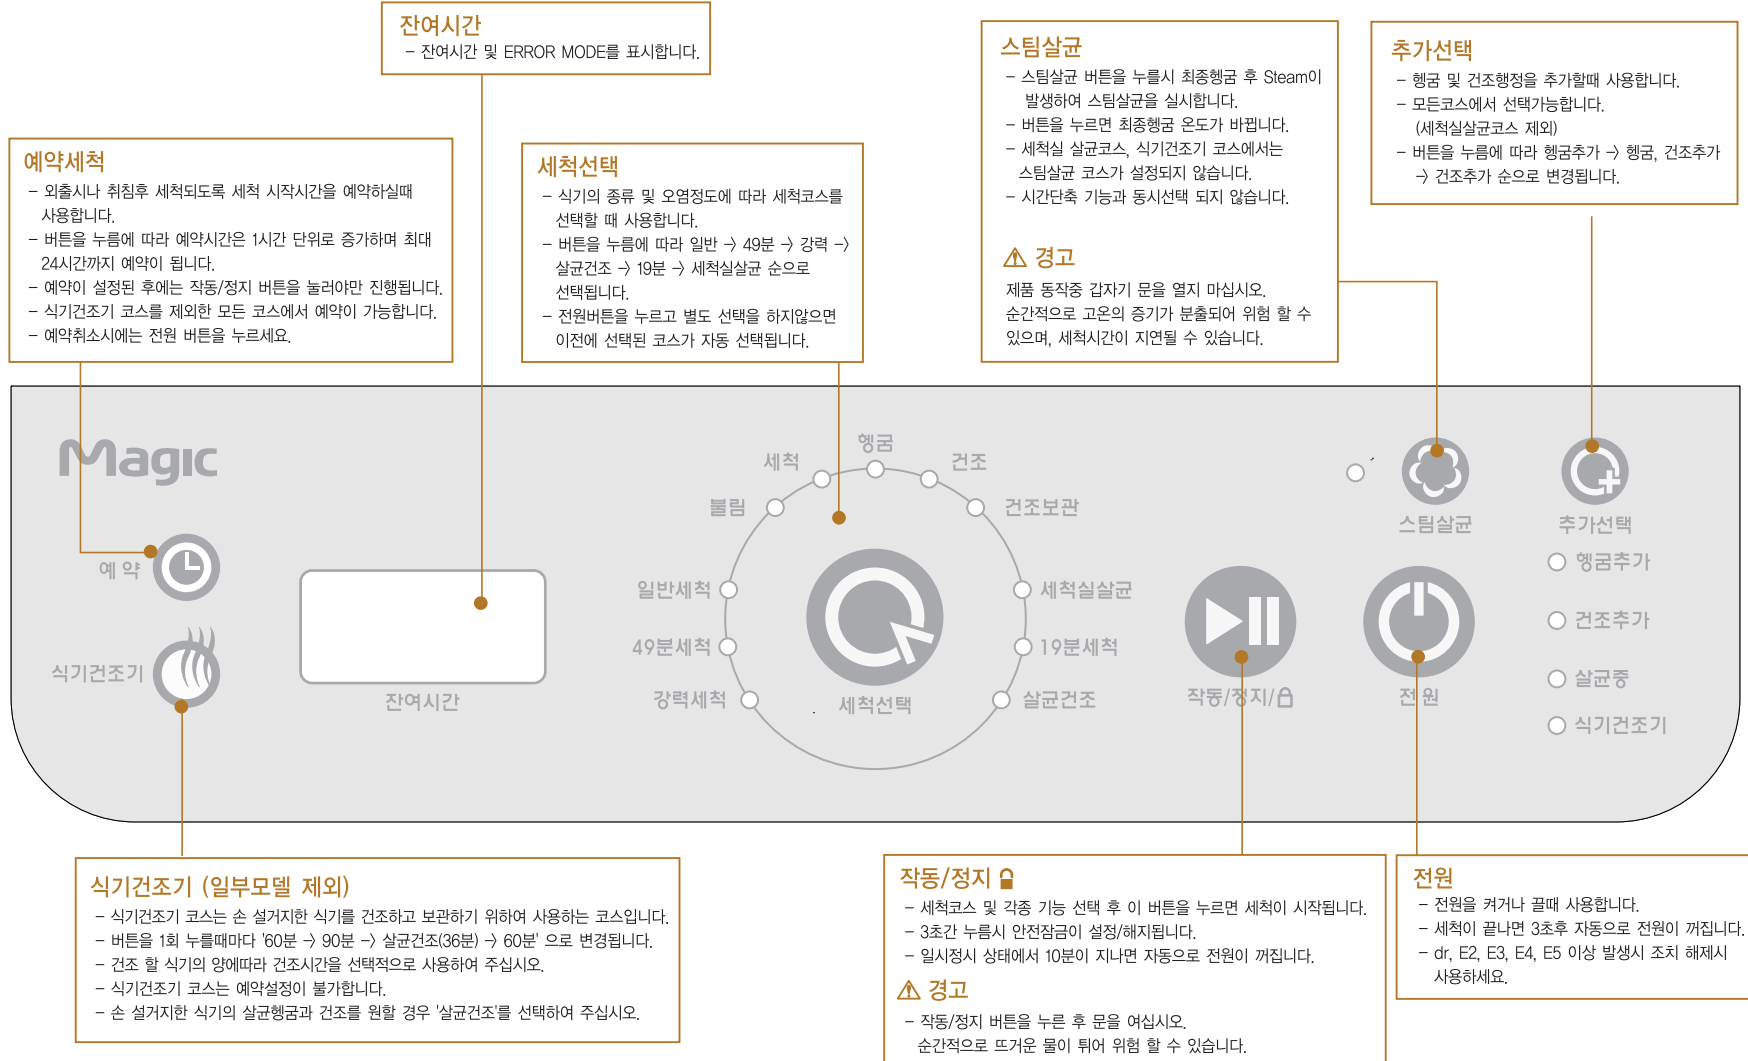 잔여시간
- 잔여시간 및 ERROR MODE를 표시합니다.
스팀살균
- 스팀살균 버튼을 누를시 최종헹굼 후 Steam이
발생하여 스팀살균을 실시합니다.
- 버튼을 누르면 최종헹굼 온도가 바뀝니다.
- 세척실 살균코스, 식기건조기 코스에서는
스팀살균 코스가 설정되지 않습니다.
- 시간단축 기능과 동시선택 되지 않습니다.
⚠ 경고
제품 동작중 갑자기 문을 열지 마십시오.
순간적으로 고온의 증기가 분출되어 위험 할 수
있으며, 세척시간이 지연될 수 있습니다.
추가선택
- 헹굼 및 건조행정을 추가할때 사용합니다.
- 모든코스에서 선택가능합니다.
(세척실살균코스 제외)
- 버튼을 누름에 따라 헹굼추가 -> 헹굼, 건조추가
-> 건조추가 순으로 변경됩니다.
예약세척
- 외출시나 취침후 세척되도록 세척 시작시간을 예약하실때
사용합니다.
- 버튼을 누름에 따라 예약시간은 1시간 단위로 증가하며 최대
24시간까지 예약이 됩니다.
- 예약이 설정된 후에는 작동/정지 버튼을 눌러야만 진행됩니다.
- 식기건조기 코스를 제외한 모든 코스에서 예약이 가능합니다.
- 예약취소시에는 전원 버튼을 누르세요.
세척선택
- 식기의 종류 및 오염정도에 따라 세척코스를
선택할 때 사용합니다.
- 버튼을 누름에 따라 일반 -> 49분 -> 강력 ->
살균건조 -> 19분 -> 세척실살균 순으로
선택됩니다.
- 전원버튼을 누르고 별도 선택을 하지않으면
이전에 선택된 코스가 자동 선택됩니다.
Magic
예 약
식기건조기
잔여시간
불림
세척
헹굼
건조
건조보관
일반세척
49분세척
강력세척
세척선택
세척실살균
19분세척
살균건조
작동/정지/
전원
스팀살균
추가선택
헹굼추가
건조추가
살균중
식기건조기
식기건조기 (일부모델 제외)
- 식기건조기 코스는 손 설거지한 식기를 건조하고 보관하기 위하여 사용하는 코스입니다.
- 버튼을 1회 누를때마다 '60분 -> 90분 -> 살균건조(36분) -> 60분' 으로 변경됩니다.
- 건조 할 식기의 양에따라 건조시간을 선택적으로 사용하여 주십시오.
- 식기건조기 코스는 예약설정이 불가합니다.
- 손 설거지한 식기의 살균헹굼과 건조를 원할 경우 '살균건조'를 선택하여 주십시오.
작동/정지
- 세척코스 및 각종 기능 선택 후 이 버튼을 누르면 세척이 시작됩니다.
- 3초간 누름시 안전잠금이 설정/해지됩니다.
- 일시정시 상태에서 10분이 지나면 자동으로 전원이 꺼집니다.
⚠ 경고
- 작동/정지 버튼을 누른 후 문을 여십시오.
순간적으로 뜨거운 물이 튀어 위험 할 수 있습니다.
전원
- 전원을 켜거나 끌때 사용합니다.
- 세척이 끝나면 3초후 자동으로 전원이 꺼집니다.
- dr, E2, E3, E4, E5 이상 발생시 조치 해제시
사용하세요.